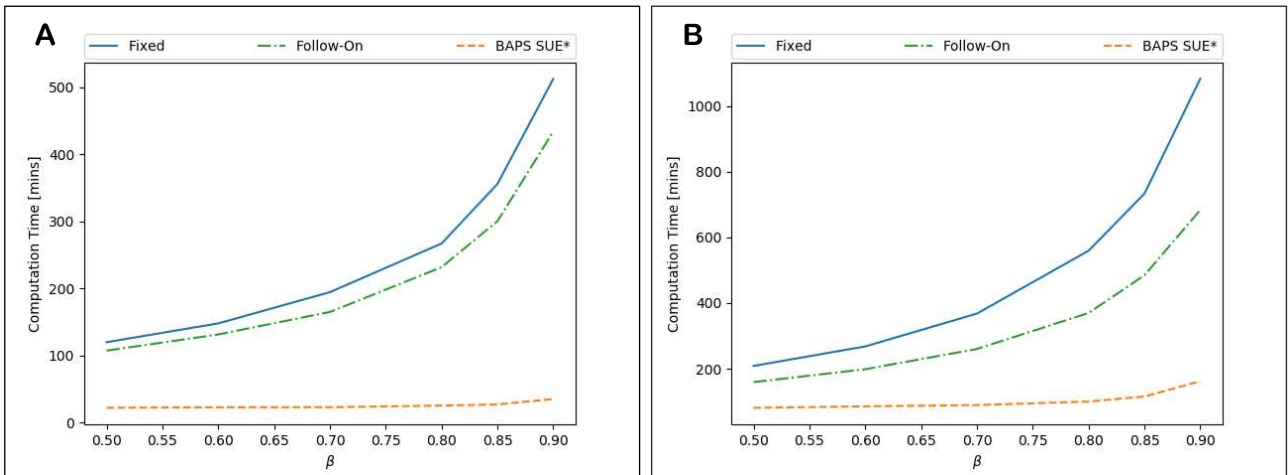 A
Fixed Follow-On BAPS SUE*
500
400
300
200
100
0
Computation Time [mins]
0.50 0.55 0.60 0.65 0.70 0.75 0.80 0.85 0.90
β
B
Fixed Follow-On BAPS SUE*
1000
800
600
400
200
Computation Time [mins]
0.50 0.55 0.60 0.65 0.70 0.75 0.80 0.85 0.90
β